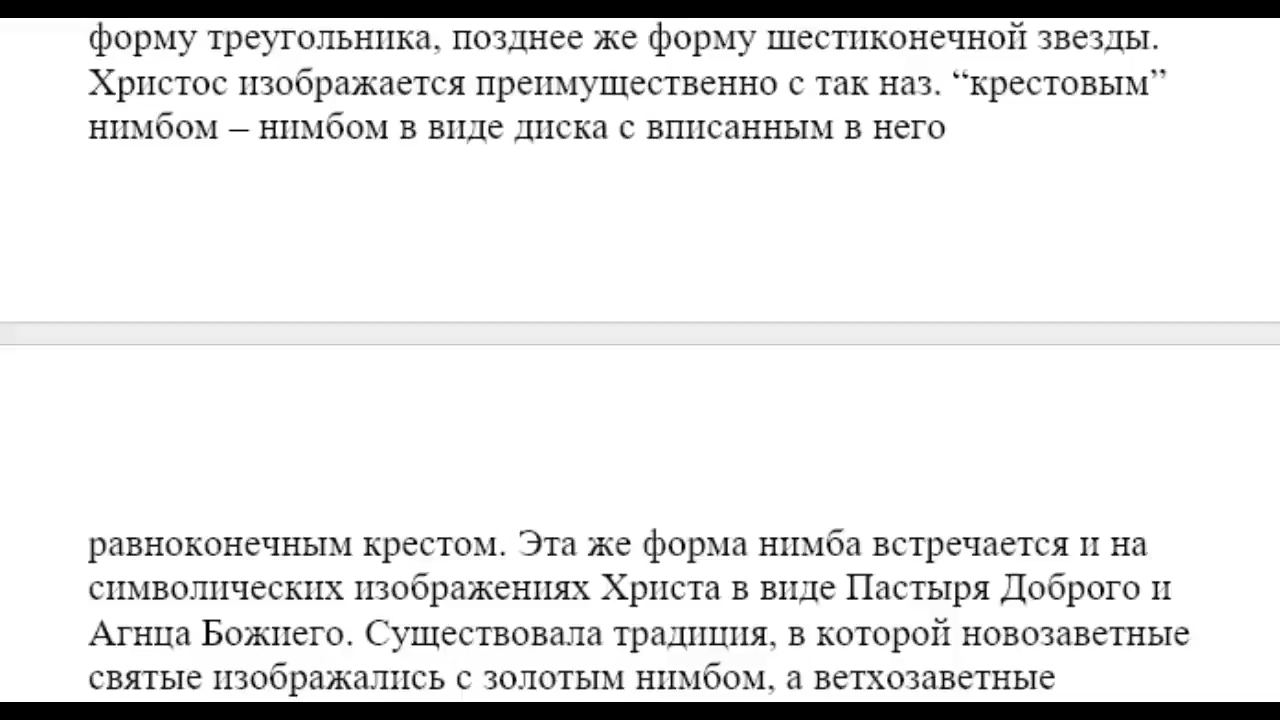 форму треугольника, позднее же форму шестиконечной звезды.
Христос изображается преимущественно с так наз. “крестовым”
нимбом – нимбом в виде диска с вписанным в него
равноконечным крестом. Эта же форма нимба встречается и на
символических изображениях Христа в виде Пастыря Доброго и
Агнца Божиего. Существовала традиция, в которой новозаветные
святые изображались с золотым нимбом, а ветхозаветные